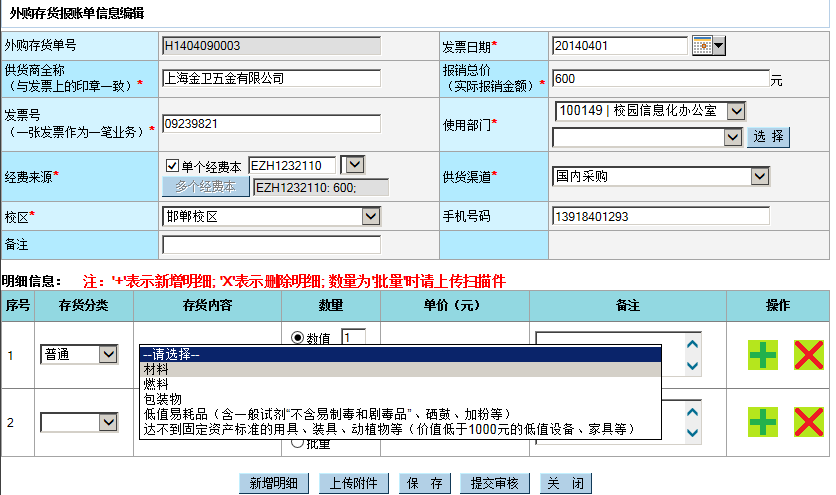 外购存货报账单信息编辑
外购存货单号 H1404090003 发票日期* 20140401
供货商全称
(与发票上的印章一致)* 上海金卫五金有限公司 报销总价
(实际报销金额)* 600 元
发票号
(一张发票作为一笔业务)* 09239821 使用部门* 100149 | 校园信息化办公室
选 择
经费来源* 单个经费本 EZH1232110 供货渠道* 国内采购
多个经费本 EZH1232110: 600;
校区* 邯郸校区 手机号码 13918401293
备注
明细信息: 注:'+'表示新增明细; 'X'表示删除明细; 数量为'批量'时请上传扫描件
序号 存货分类 存货内容 数量 单价(元) 备注 操作
1 普通 数值 1
--请选择--
材料
燃料
包装物
低值易耗品(含一般试剂“不含易制毒和剧毒品”、硒鼓、加粉等)
达不到固定资产标准的用具、装具、动植物等(价值低于1000元的低值设备、家具等)
2 批量
新增明细 上传附件 保 存 提交审核 关 闭